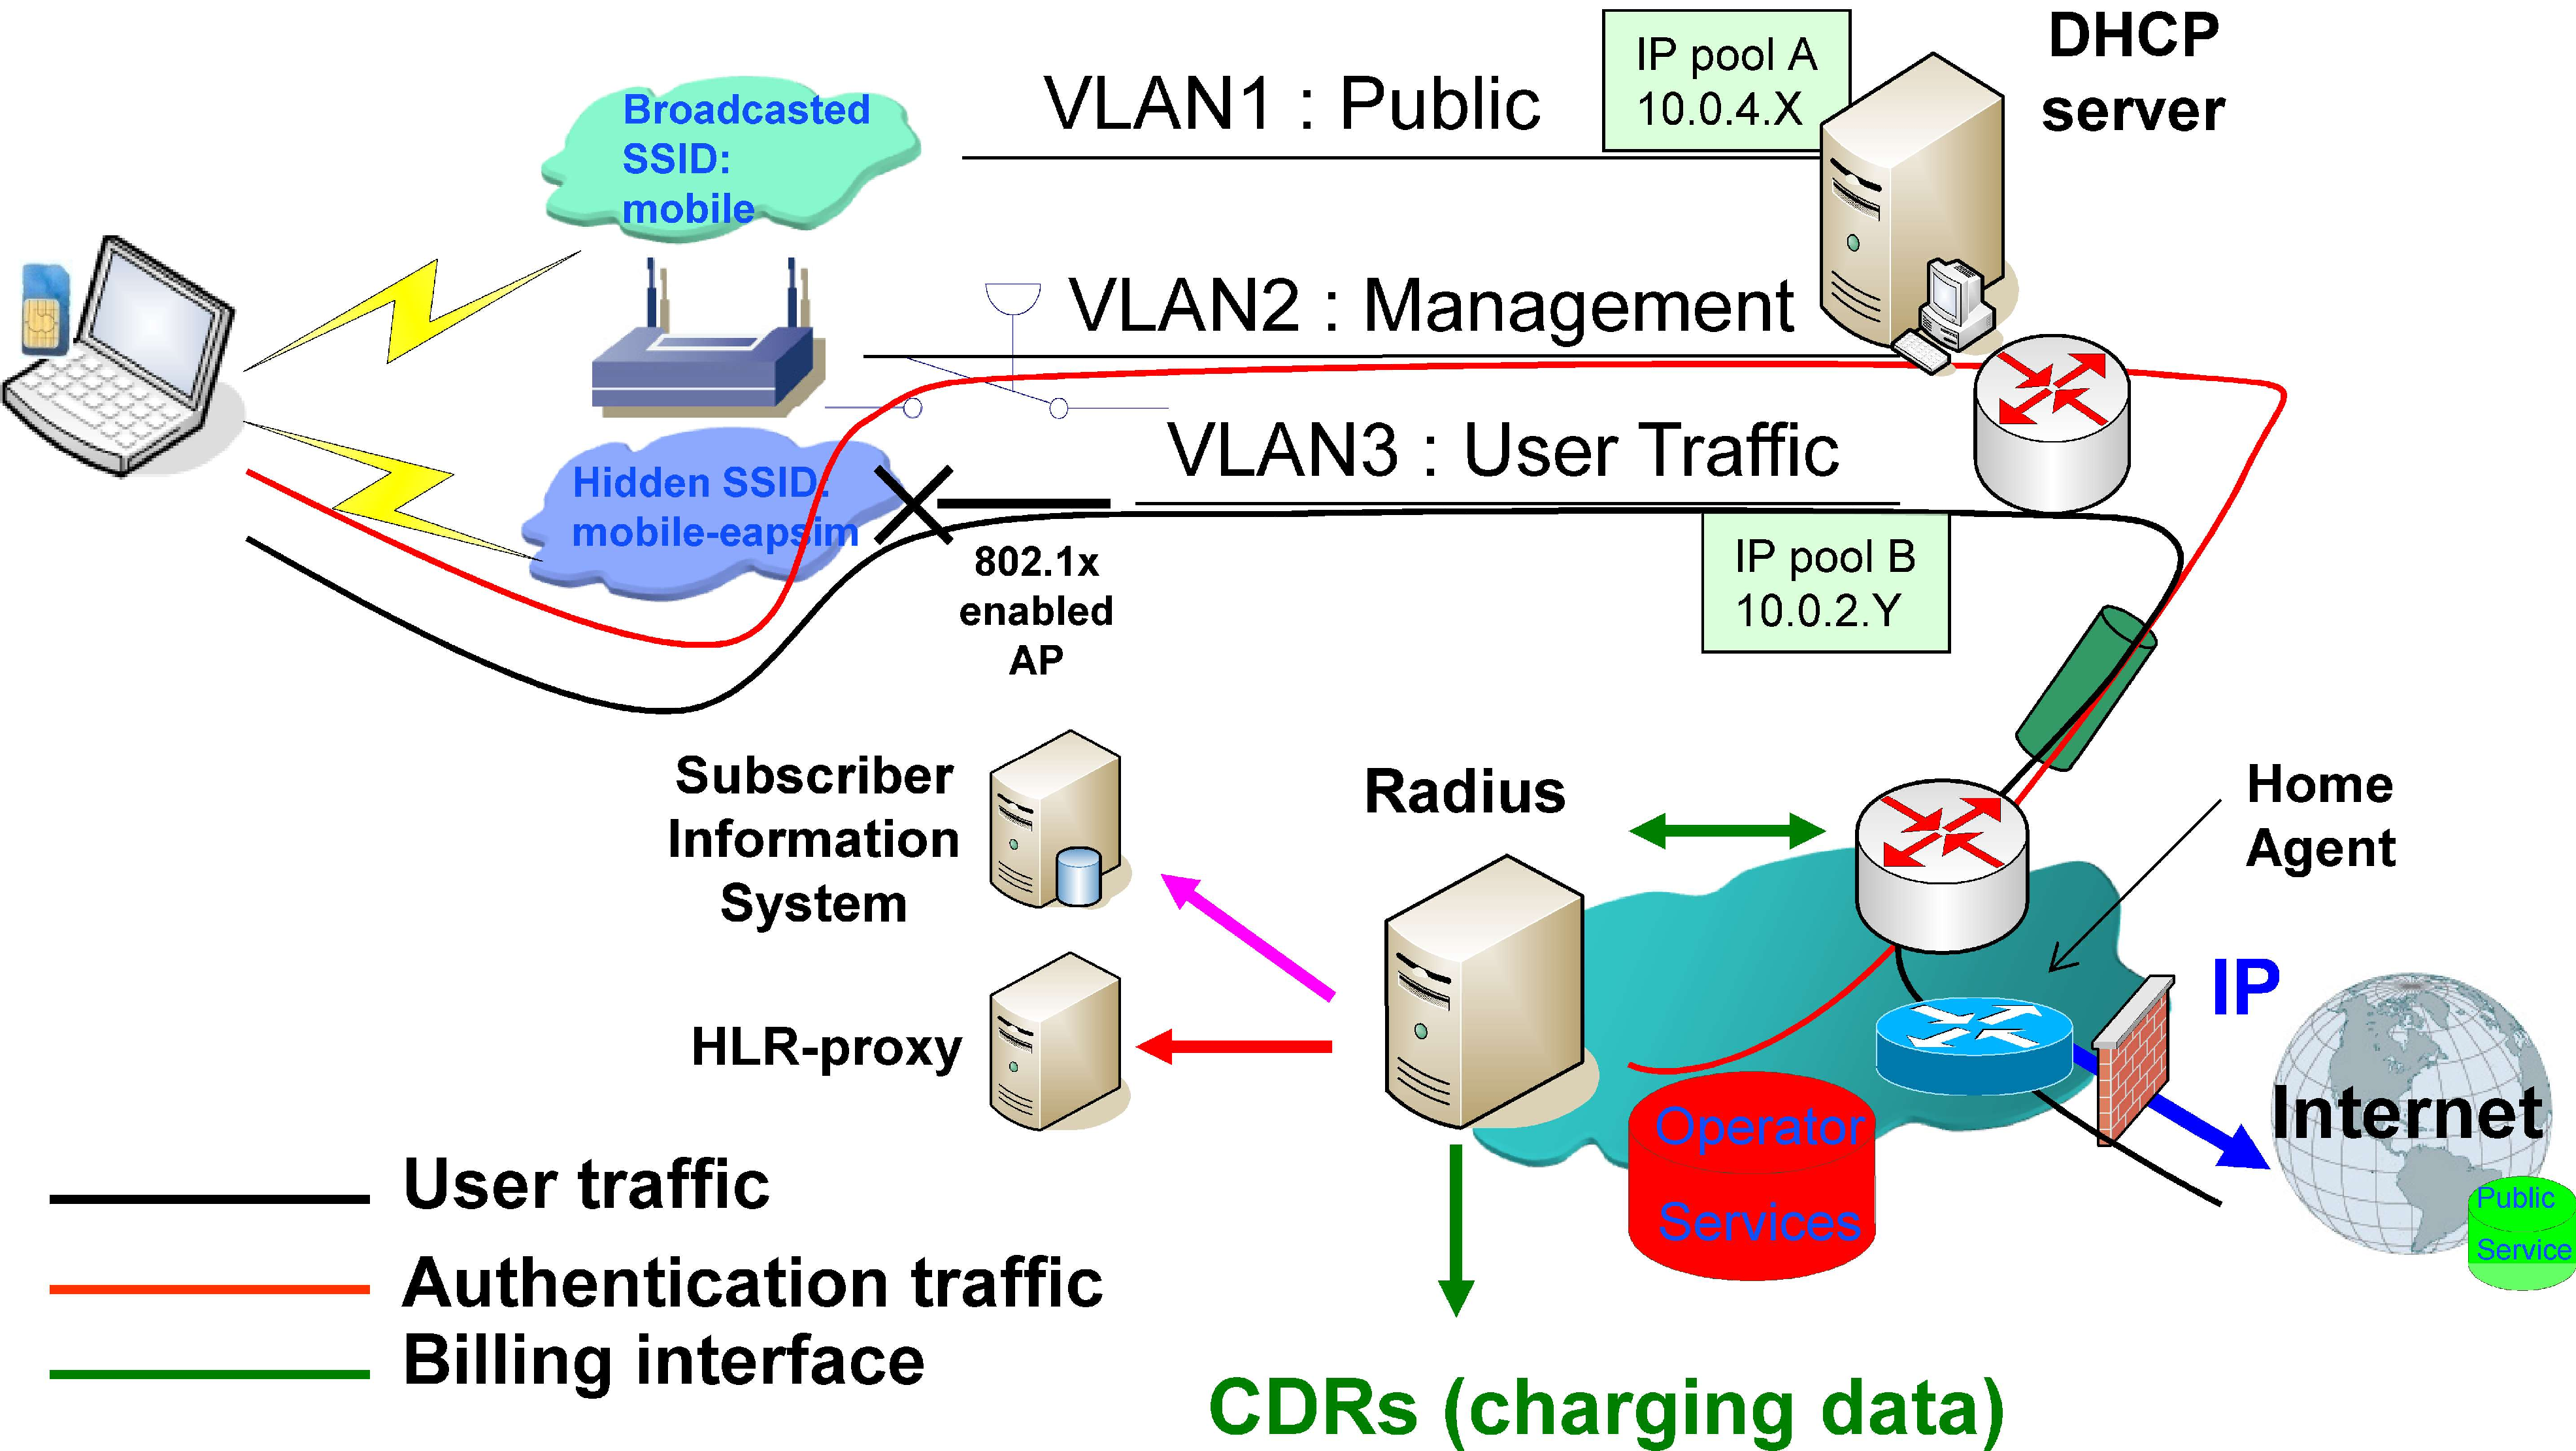 DHCP
server
IP pool A
10.0.4.X
VLAN1 : Public
Broadcasted
SSID:
mobile
VLAN2 : Management
VLAN3 : User Traffic
Hidden SSID:
mobile-eapsim
802.1x
enabled
AP
IP pool B
10.0.2.Y
Subscriber
Information
System
Radius
Home
Agent
HLR-proxy
IP
Internet
Operator
Services
Public
Service
User traffic
Authentication traffic
Billing interface
CDRs (charging data)